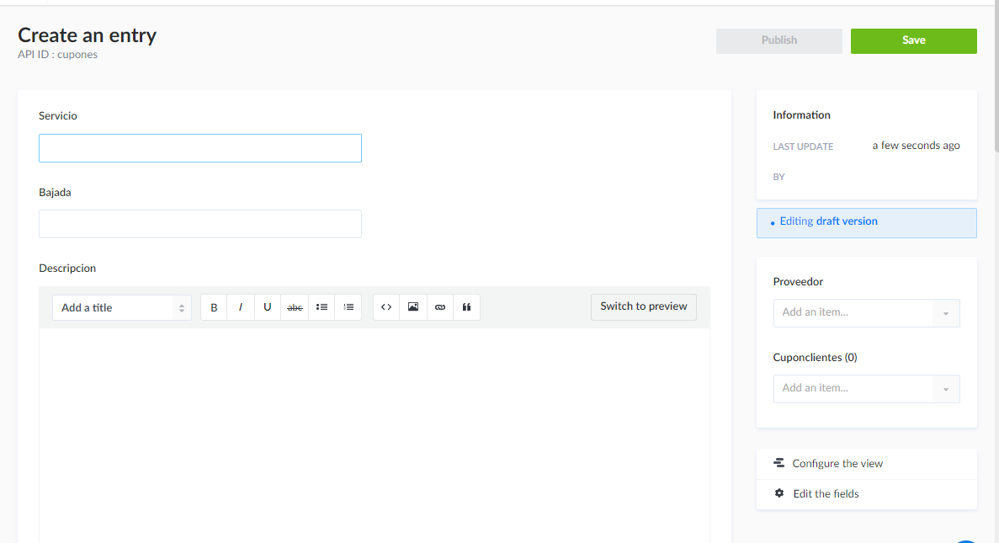 Create an entry
API ID : cupones
Publish
Save
Servicio
Bajada
Descripcion
Add a title
B I U abc
Switch to preview
Information
LAST UPDATE a few seconds ago
BY
Editing draft version
Proveedor
Add an item...
Cuponclientes (0)
Add an item...
Configure the view
Edit the fields